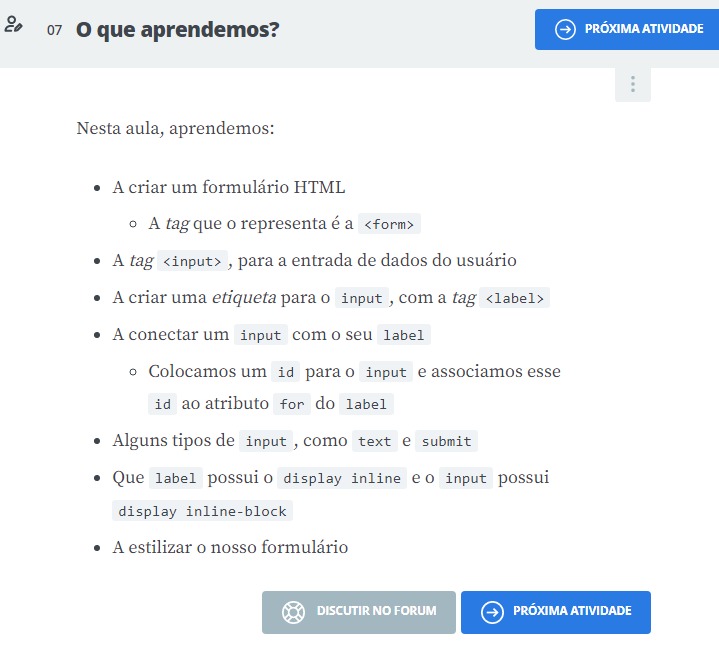 07 O que aprendemos?
PRÓXIMA ATIVIDADE
Nesta aula, aprendemos:
• A criar um formulário HTML
◦ A tag que o representa é a <form>
• A tag <input>, para a entrada de dados do usuário
• A criar uma etiqueta para o input, com a tag <label>
• A conectar um input com o seu label
◦ Colocamos um id para o input e associamos esse
id ao atributo for do label
• Alguns tipos de input, como text e submit
• Que label possui o display inline e o input possui
display inline-block
• A estilizar o nosso formulário
DISCUTIR NO FORUM
PRÓXIMA ATIVIDADE